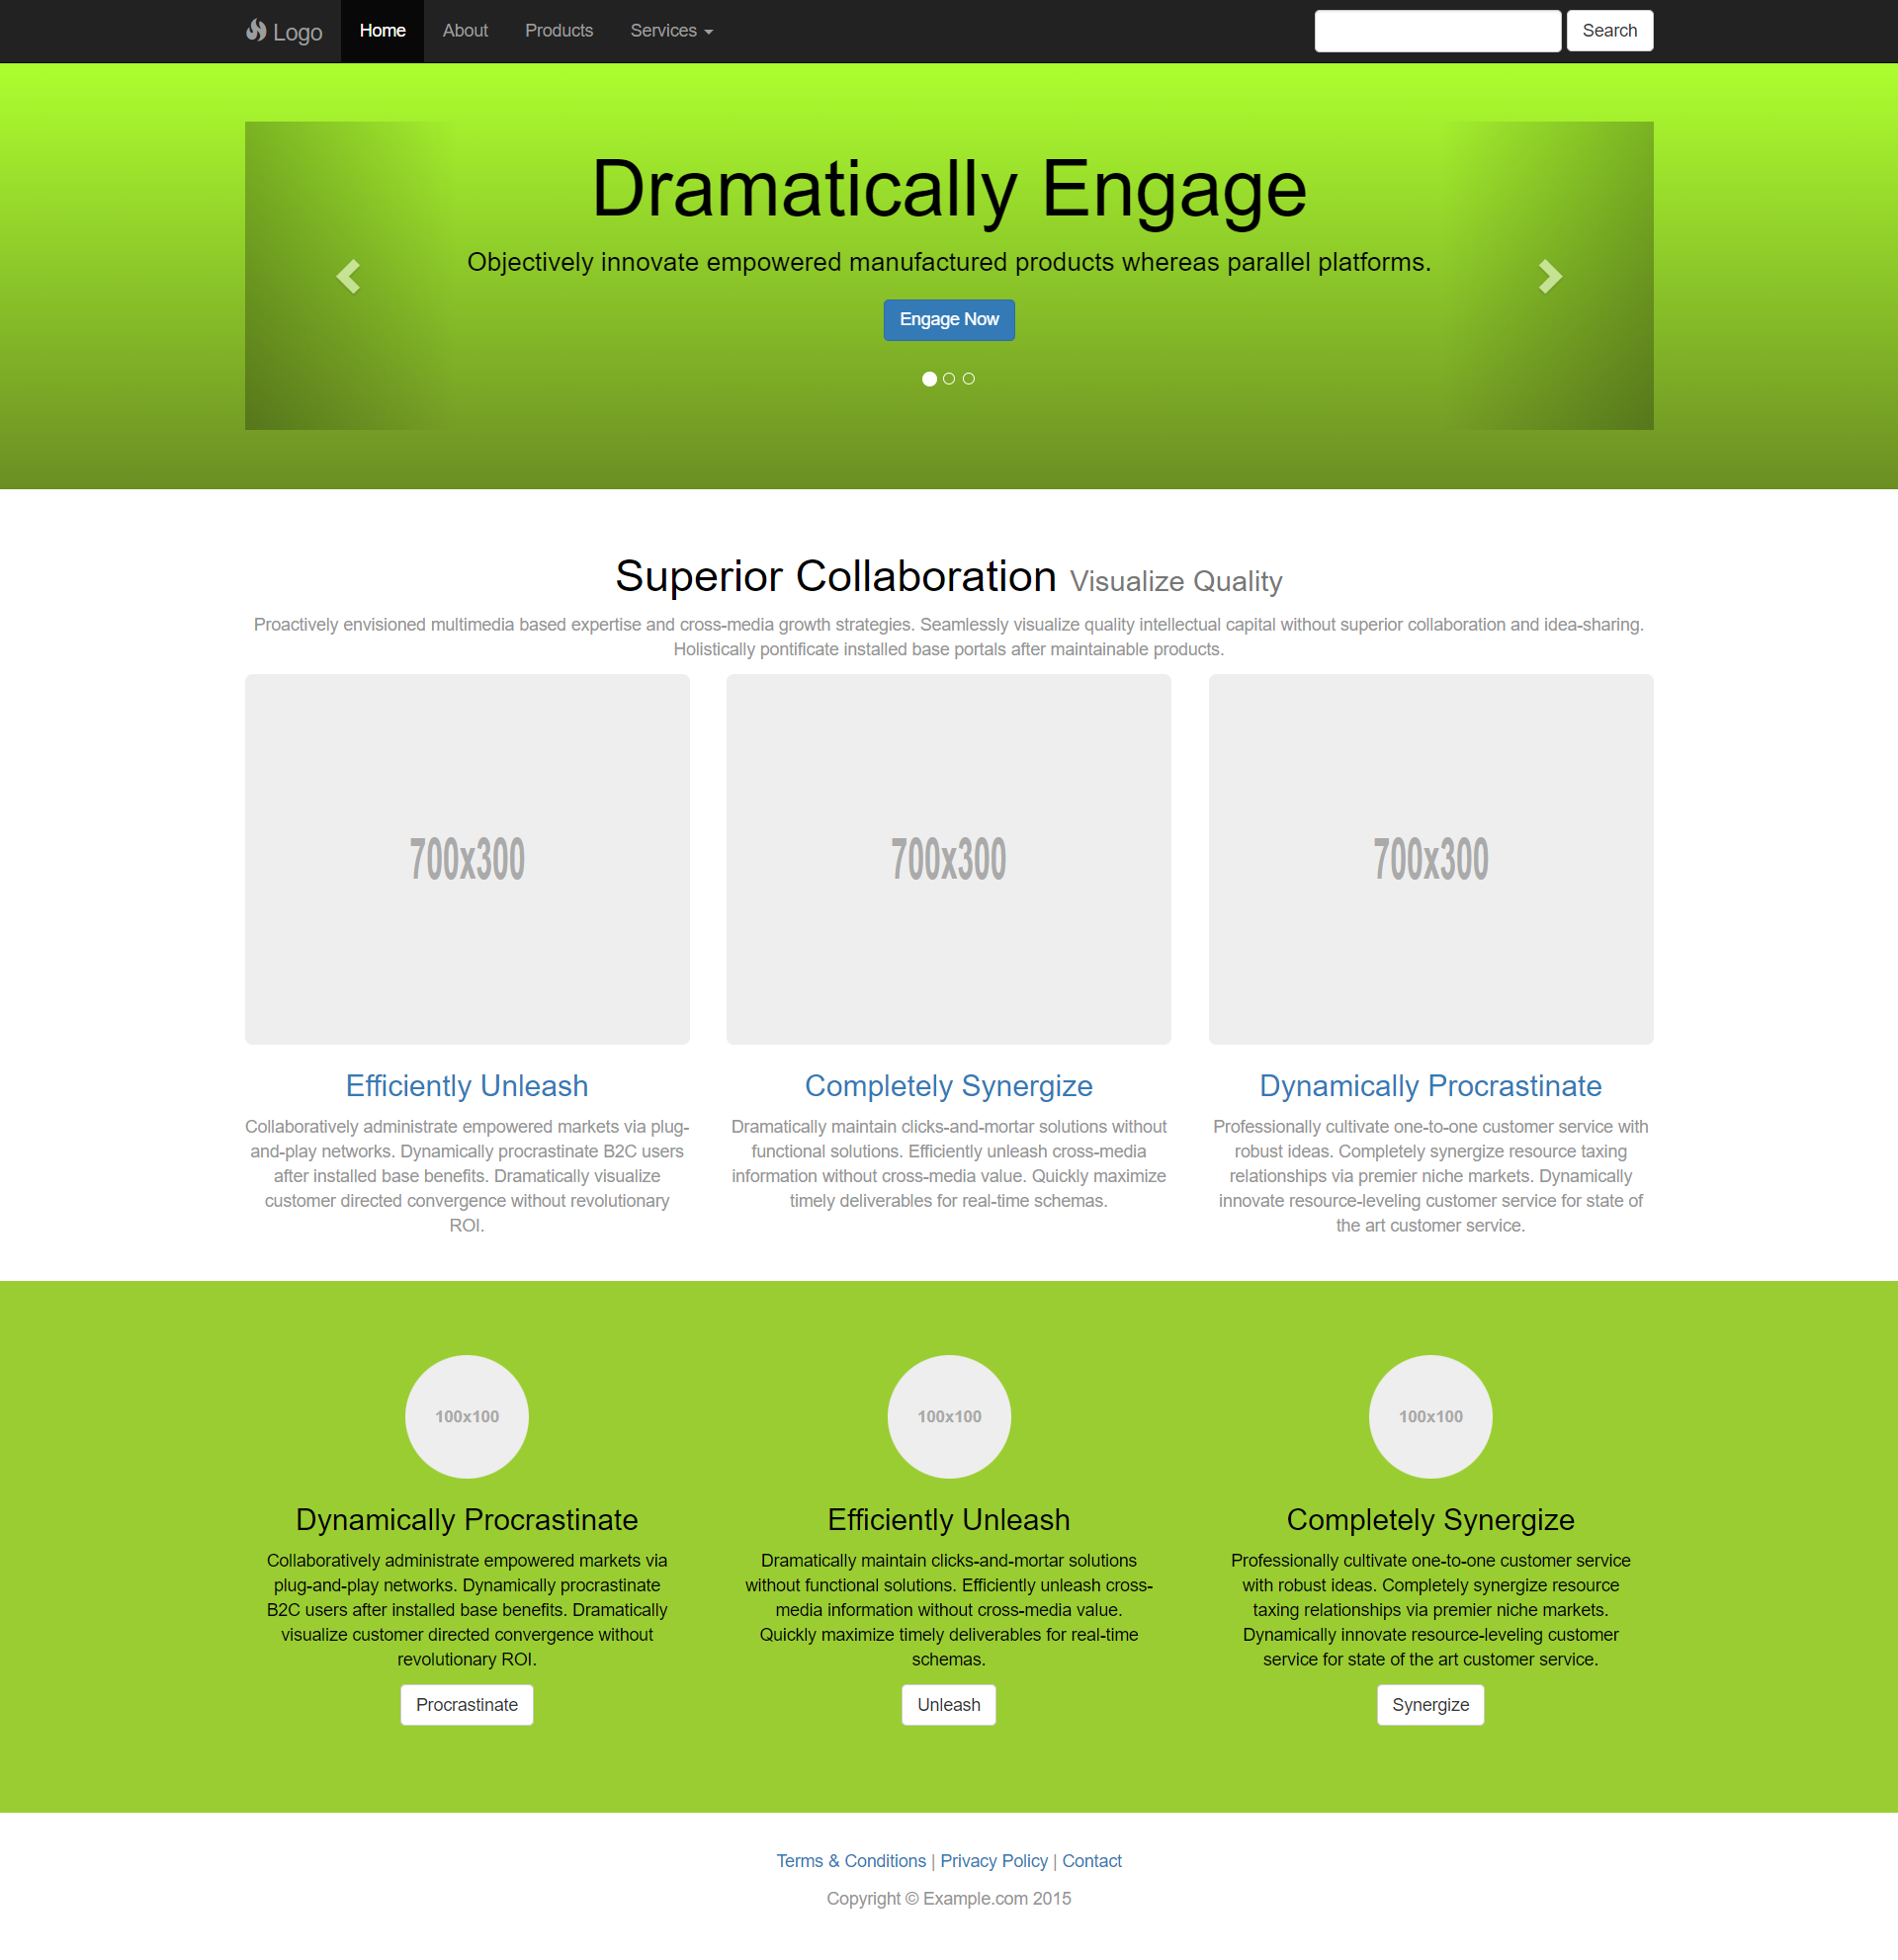 Logo
Home
About
Products
Services
Search
Dramatically Engage
Objectively innovate empowered manufactured products whereas parallel platforms.
Engage Now
Superior Collaboration Visualize Quality
Proactively envisioned multimedia based expertise and cross-media growth strategies. Seamlessly visualize quality intellectual capital without superior collaboration and idea-sharing.
Holistically pontificate installed base portals after maintainable products.
700x300
700x300
700x300
Efficiently Unleash
Collaboratively administrate empowered markets via plug-
and-play networks. Dynamically procrastinate B2C users
after installed base benefits. Dramatically visualize
customer directed convergence without revolutionary
ROI.
Completely Synergize
Dramatically maintain clicks-and-mortar solutions without
functional solutions. Efficiently unleash cross-media
information without cross-media value. Quickly maximize
timely deliverables for real-time schemas.
Dynamically Procrastinate
Professionally cultivate one-to-one customer service with
robust ideas. Completely synergize resource taxing
relationships via premier niche markets. Dynamically
innovate resource-leveling customer service for state of
the art customer service.
100x100
Dynamically Procrastinate
Collaboratively administrate empowered markets via
plug-and-play networks. Dynamically procrastinate
B2C users after installed base benefits. Dramatically
visualize customer directed convergence without
revolutionary ROI.
Procrastinate
100x100
Efficiently Unleash
Dramatically maintain clicks-and-mortar solutions
without functional solutions. Efficiently unleash cross-
media information without cross-media value.
Quickly maximize timely deliverables for real-time
schemas.
Unleash
100x100
Completely Synergize
Professionally cultivate one-to-one customer service
with robust ideas. Completely synergize resource
taxing relationships via premier niche markets.
Dynamically innovate resource-leveling customer
service for state of the art customer service.
Synergize
Terms & Conditions | Privacy Policy | Contact
Copyright © Example.com 2015